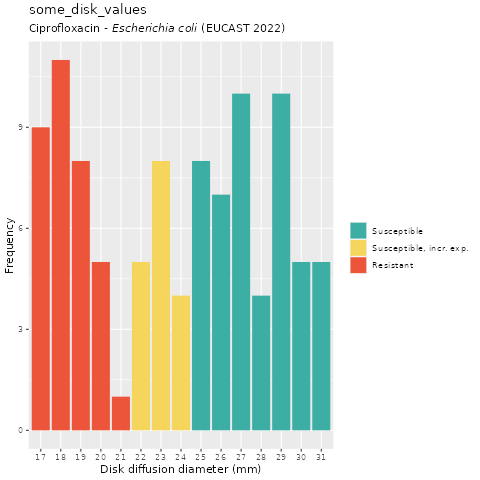 some_disk_values
Ciprofloxacin - Escherichia coli (EUCAST 2022)
Frequency
9
6
3
0
17 18 19 20 21 22 23 24 25 26 27 28 29 30 31
Disk diffusion diameter (mm)
Susceptible
Susceptible, incr. exp.
Resistant